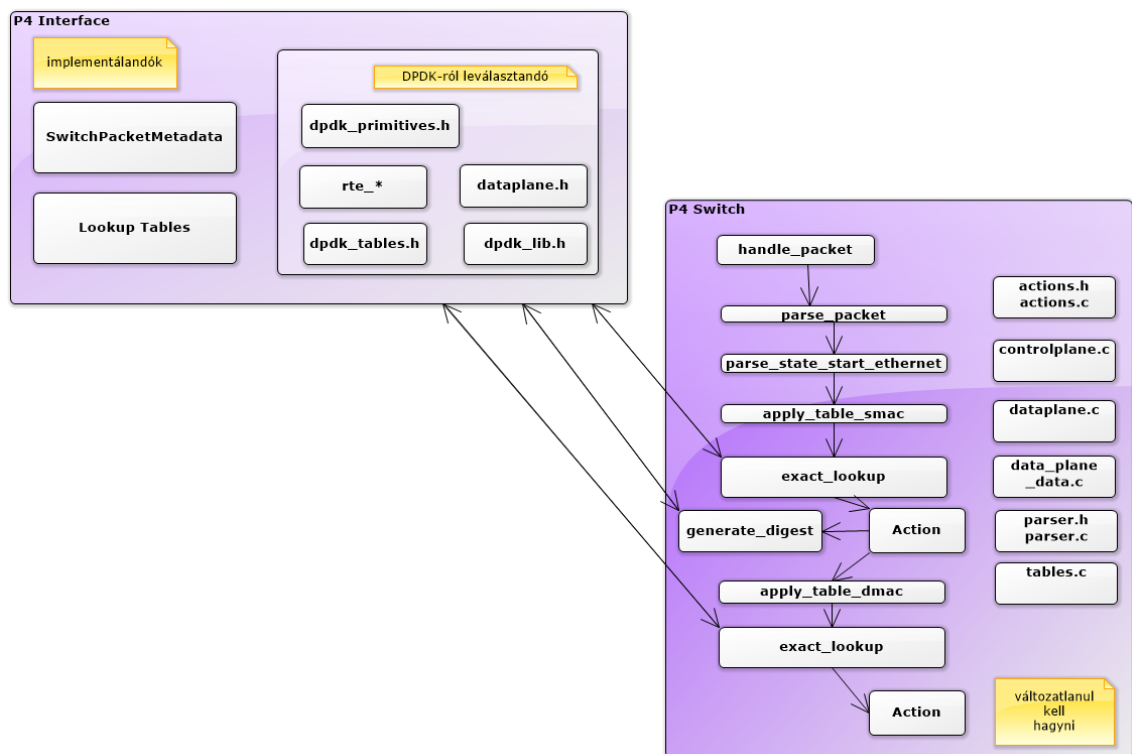 P4 Interface
implementálandók
DPDK-ról leválasztandó
SwitchPacketMetadata
dpdk_primitives.h
rte_*
dataplane.h
Lookup Tables
dpdk_tables.h
dpdk_lib.h
P4 Switch
handle_packet
actions.h
actions.c
parse_packet
controlplane.c
parse_state_start_ethernet
apply_table_smac
dataplane.c
exact_lookup
data_plane
_data.c
generate_digest
Action
parser.h
parser.c
tables.c
apply_table_dmac
exact_lookup
Action
változatlanul
kell
hagyni